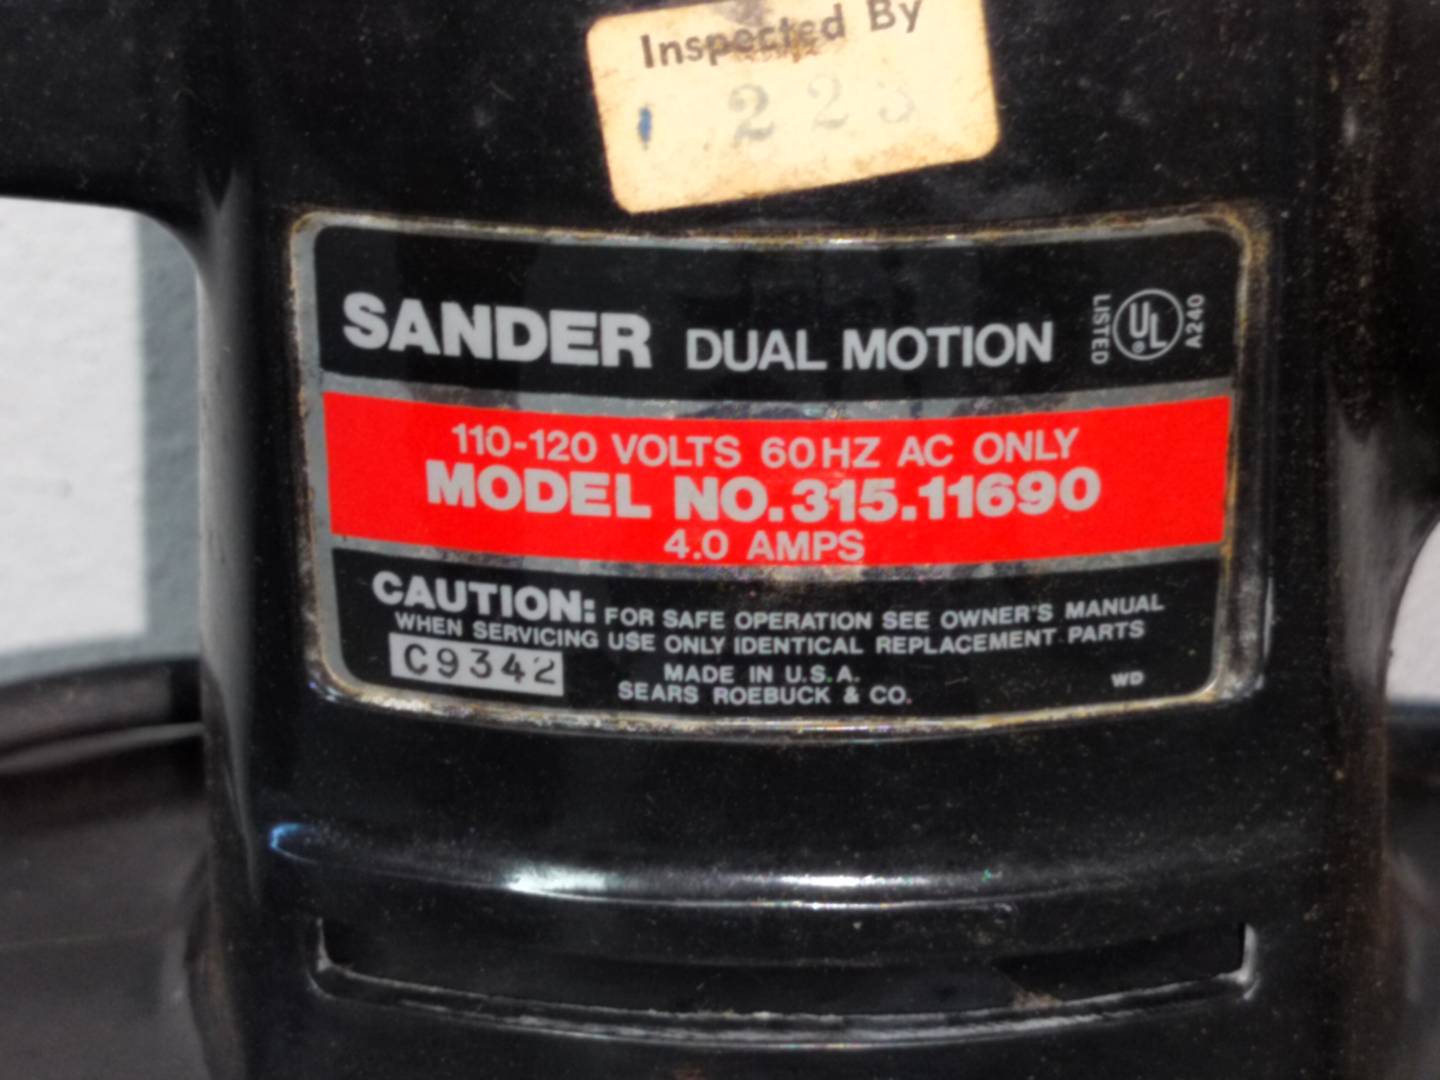 Inspected By
223
SANDER DUAL MOTION
LISTED UL A240
110-120 VOLTS 60HZ AC ONLY
MODEL NO.315.11690
4.0 AMPS
CAUTION: FOR SAFE OPERATION SEE OWNER'S MANUAL
WHEN SERVICING USE ONLY IDENTICAL REPLACEMENT PARTS
C9342
MADE IN U.S.A.
SEARS ROEBUCK & CO.
WD